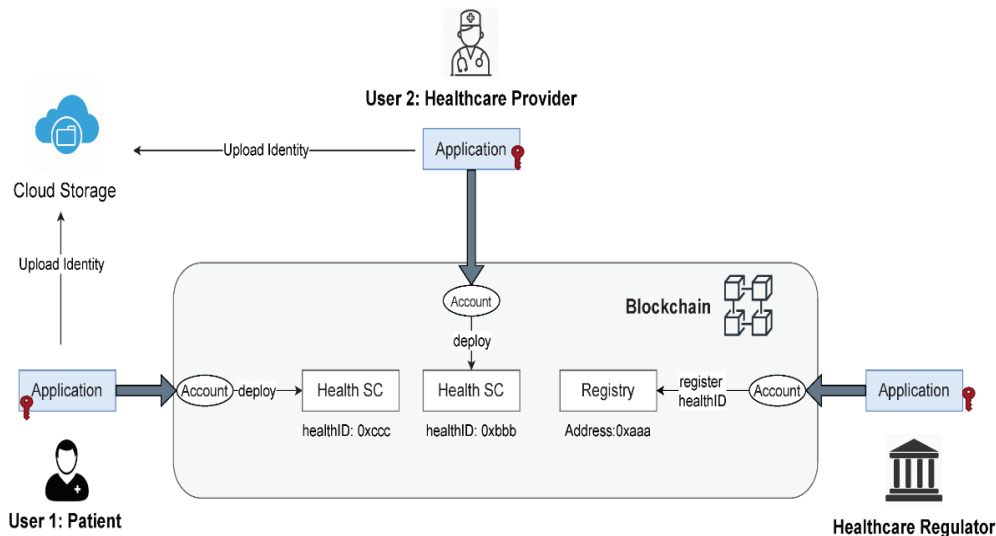 User 2: Healthcare Provider
Upload Identity
Application
Cloud Storage
Upload Identity
Account
Blockchain
deploy
Application
Account
deploy
Health SC
Health SC
Registry
register
healthID
Account
Application
healthID: 0xccc
healthID: 0xbbb
Address:0xaaa
User 1: Patient
Healthcare Regulator